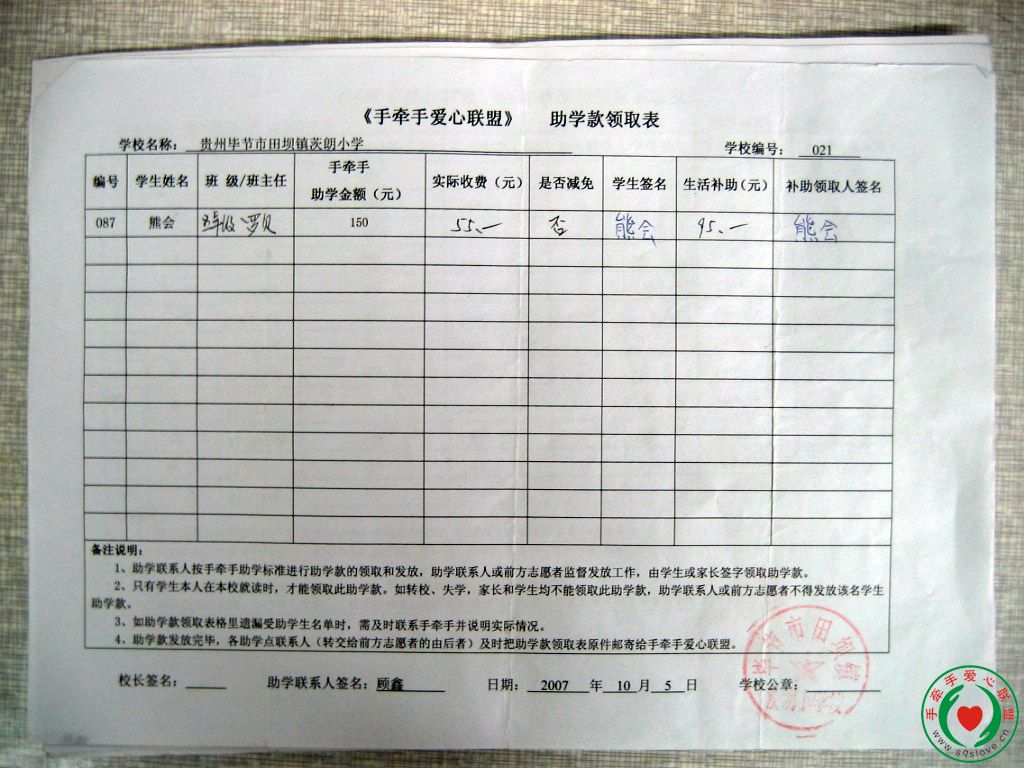 《手牵手爱心联盟》 助学款领取表
学校名称： 贵州毕节市田坝镇茨朗小学 学校编号： 021
编号 学生姓名 班 级/班主任 手牵手助学金额（元） 实际收费（元） 是否减免 学生签名 生活补助（元） 补助领取人签名
087 熊会 150 55.一 否 熊会 95.一 熊会
备注说明：
1、助学联系人按手牵手助学标准进行助学款的领取和发放，助学联系人或前方志愿者监督发放工作，由学生或家长签字领取助学款。
2、只有学生本人在本校就读时，才能领取此助学款。如转校、失学，家长和学生均不能领取此助学款，助学联系人或前方志愿者不得发放该名学生
助学款。
3、如助学款领取表格里遗漏受助学生名单时，需及时联系手牵手并说明实际情况。
4、助学款发放完毕，各助学点联系人（转交给前方志愿者的由后者）及时把助学款领取表原件邮寄给手牵手爱心联盟。
校长签名： 助学联系人签名：顾鑫 日期： 2007 年 10 月 5 日 学校公章：
毕节市田坝镇
手牵手爱心联盟
www.sqslove.cn